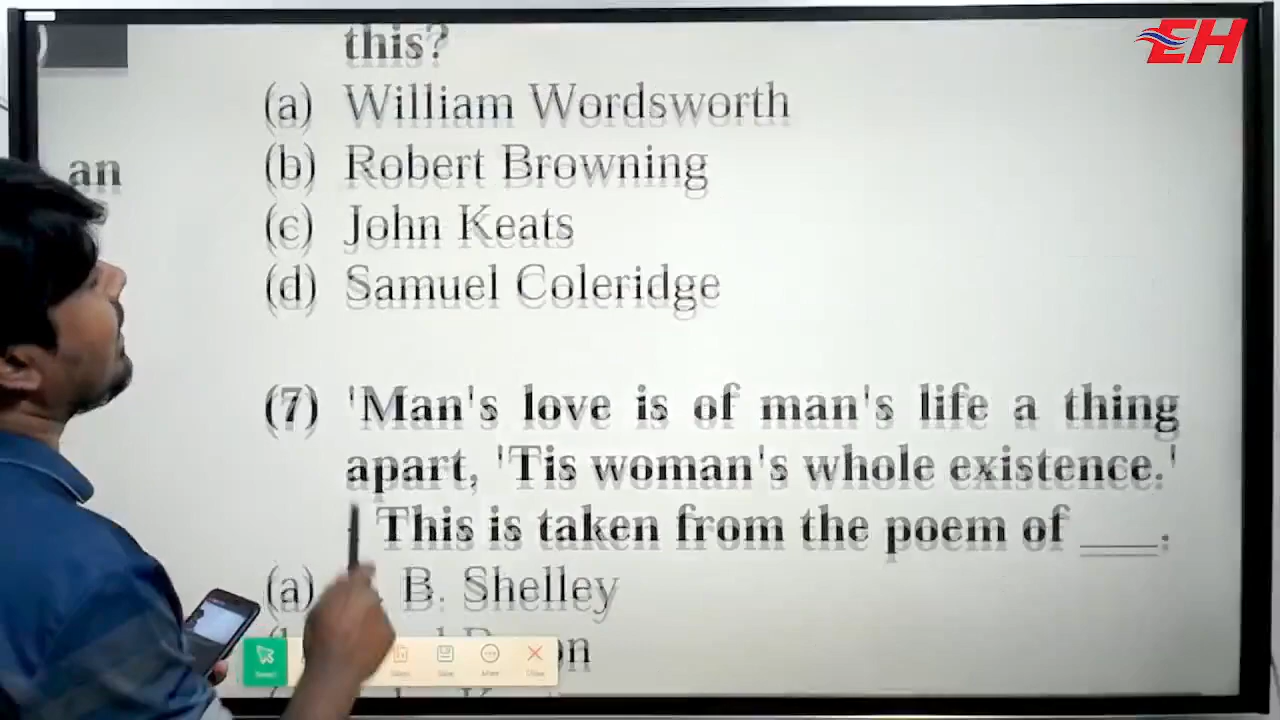 EH
this?
(a) William Wordsworth
an
(b) Robert Browning
(c) John Keats
(d) Samuel Coleridge
(7) 'Man's love is of man's life a thing
apart, 'Tis woman's whole existence.'
This is taken from the poem of ____.
(a) B. Shelley